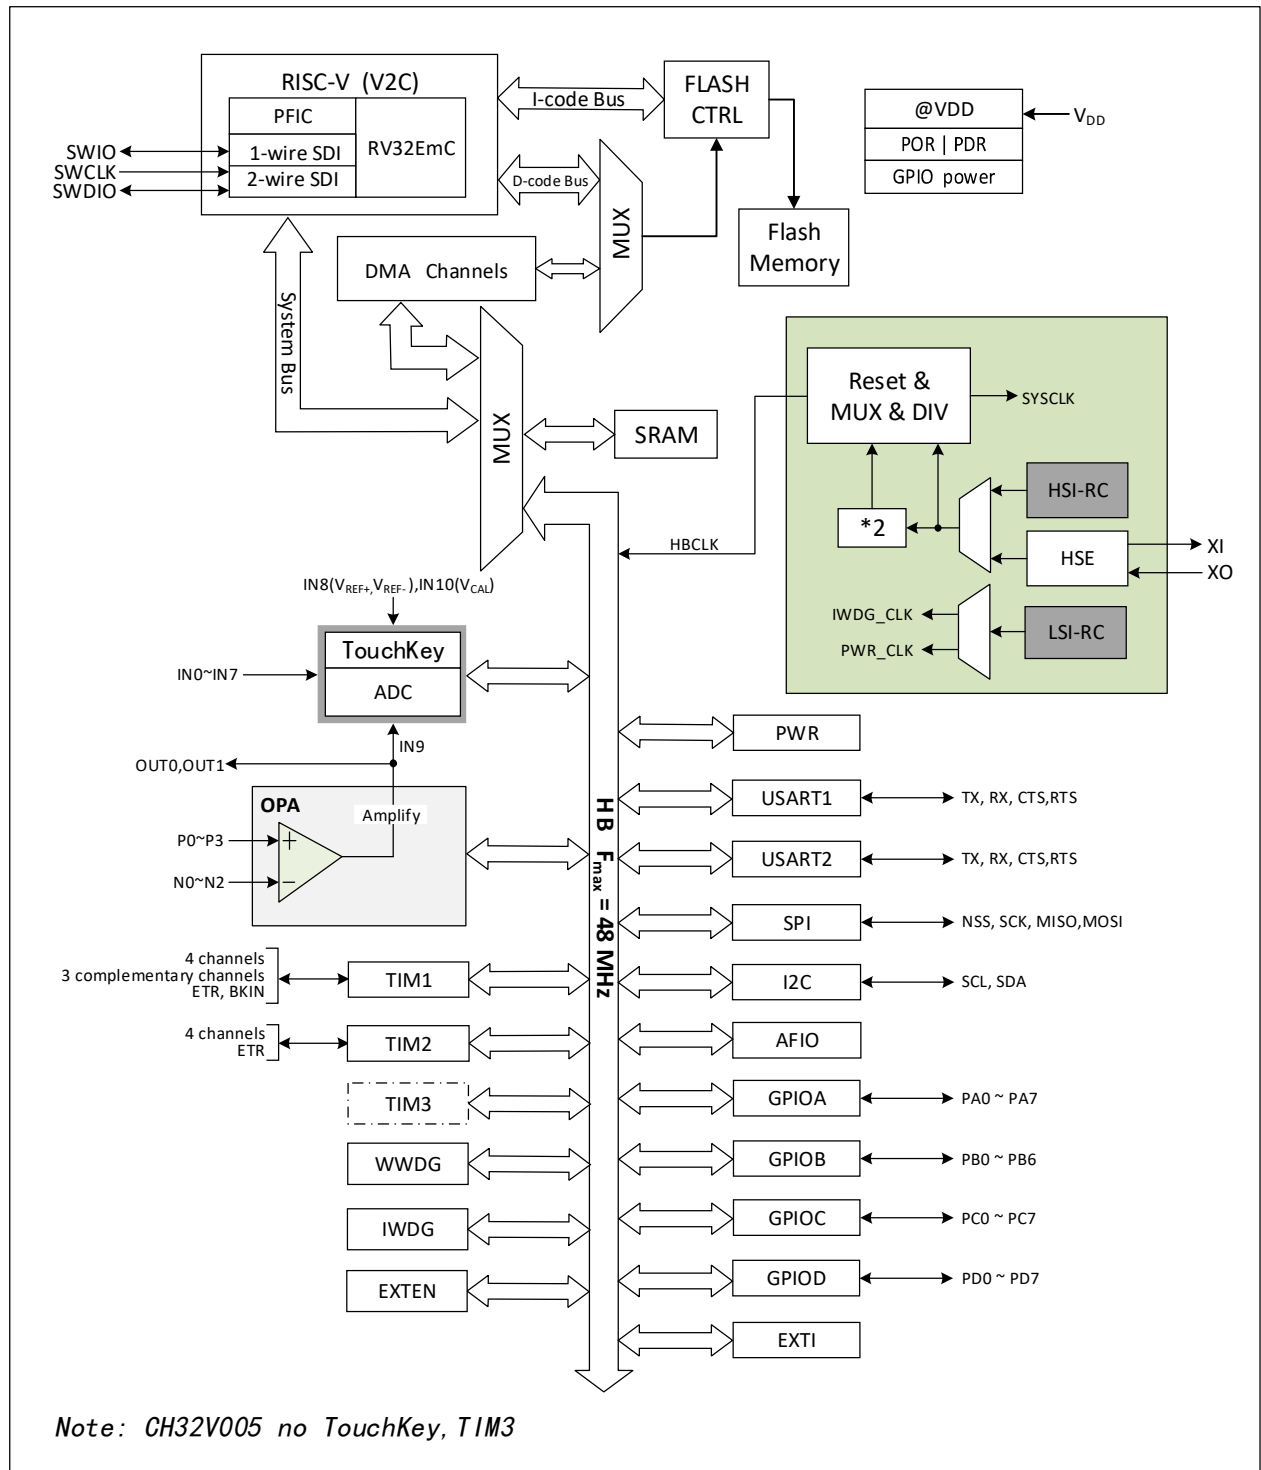 RISC-V (V2C)
PFIC
1-wire SDI
2-wire SDI
RV32EmC
SWIO
SWCLK
SWDIO
I-code Bus
FLASH
CTRL
D-code Bus
MUX
Flash
Memory
@VDD
POR | PDR
GPIO power
VDD
DMA Channels
System Bus
MUX
SRAM
Reset &
MUX & DIV
SYSCLK
HSI-RC
*2
HSE
XI
XO
HBCLK
IWDG_CLK
PWR_CLK
LSI-RC
IN8(VREF+,VREF-),IN10(VCAL)
TouchKey
ADC
IN0~IN7
IN9
OUT0,OUT1
OPA
Amplify
P0~P3
+
N0~N2
−
HB Fmax = 48 MHz
4 channels
3 complementary channels
ETR, BKIN
TIM1
4 channels
ETR
TIM2
TIM3
WWDG
IWDG
EXTEN
PWR
USART1
TX, RX, CTS,RTS
USART2
TX, RX, CTS,RTS
SPI
NSS, SCK, MISO,MOSI
I2C
SCL, SDA
AFIO
GPIOA
PA0 ~ PA7
GPIOB
PB0 ~ PB6
GPIOC
PC0 ~ PC7
GPIOD
PD0 ~ PD7
EXTI
Note: CH32V005 no TouchKey,TIM3